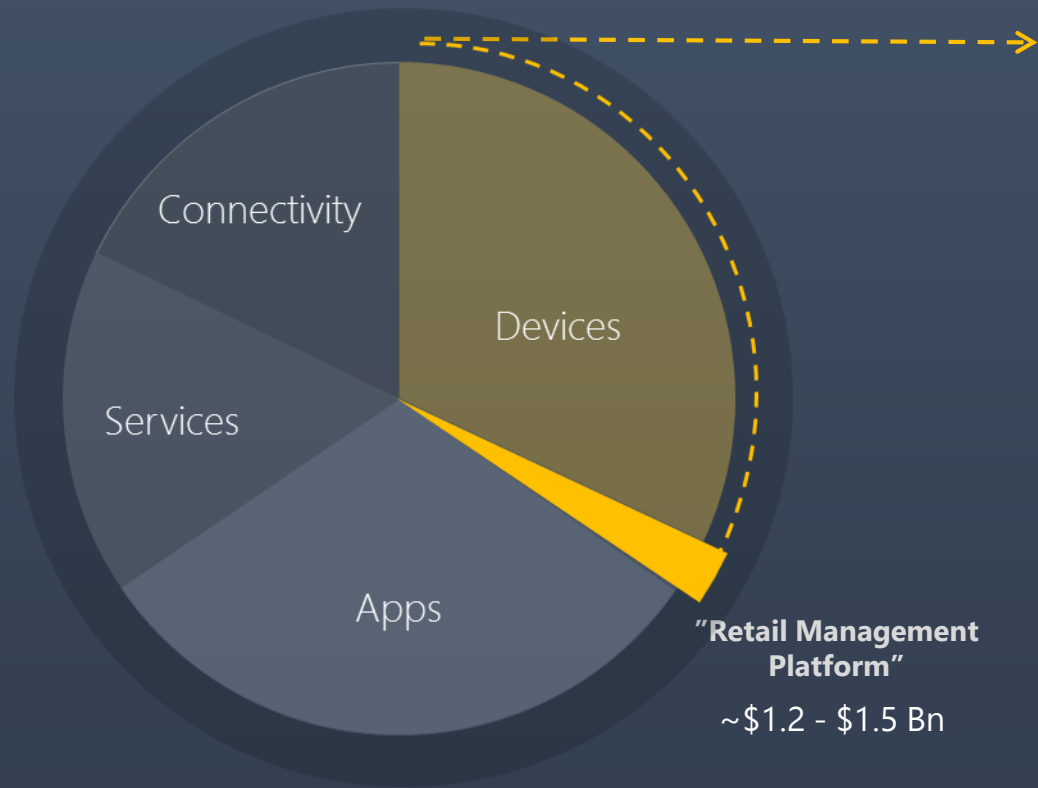 Connectivity
Devices
Services
Apps
”Retail Management
Platform”
~$1.2 - $1.5 Bn